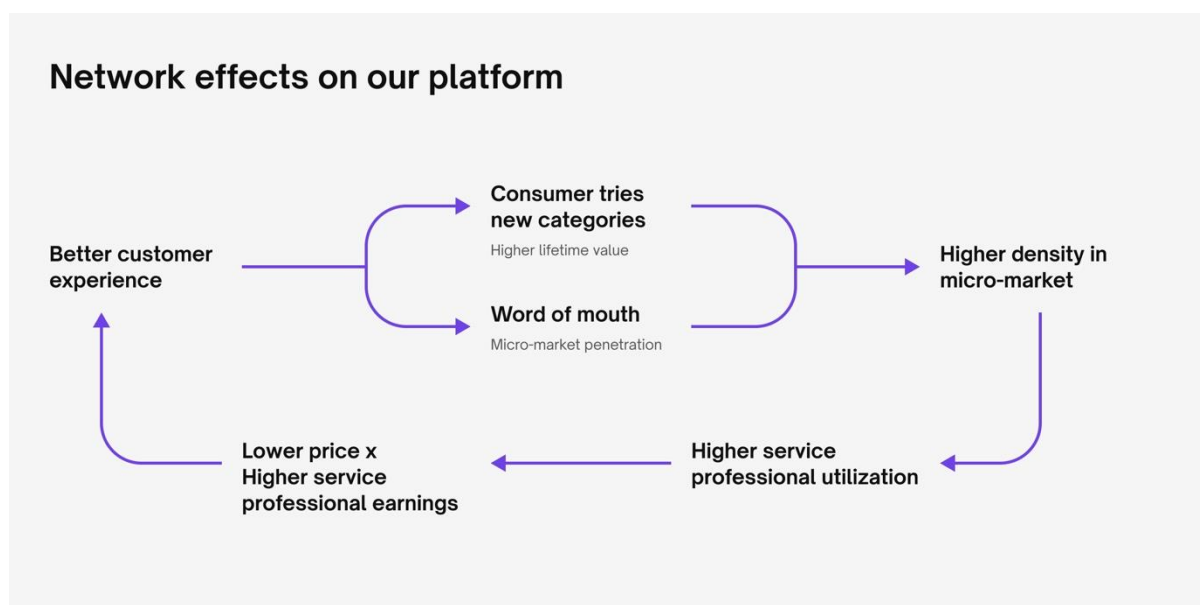 Network effects on our platform
Consumer tries
new categories
Higher lifetime value
Better customer
experience
Higher density in
micro-market
Word of mouth
Micro-market penetration
Lower price x
Higher service
professional earnings
Higher service
professional utilization